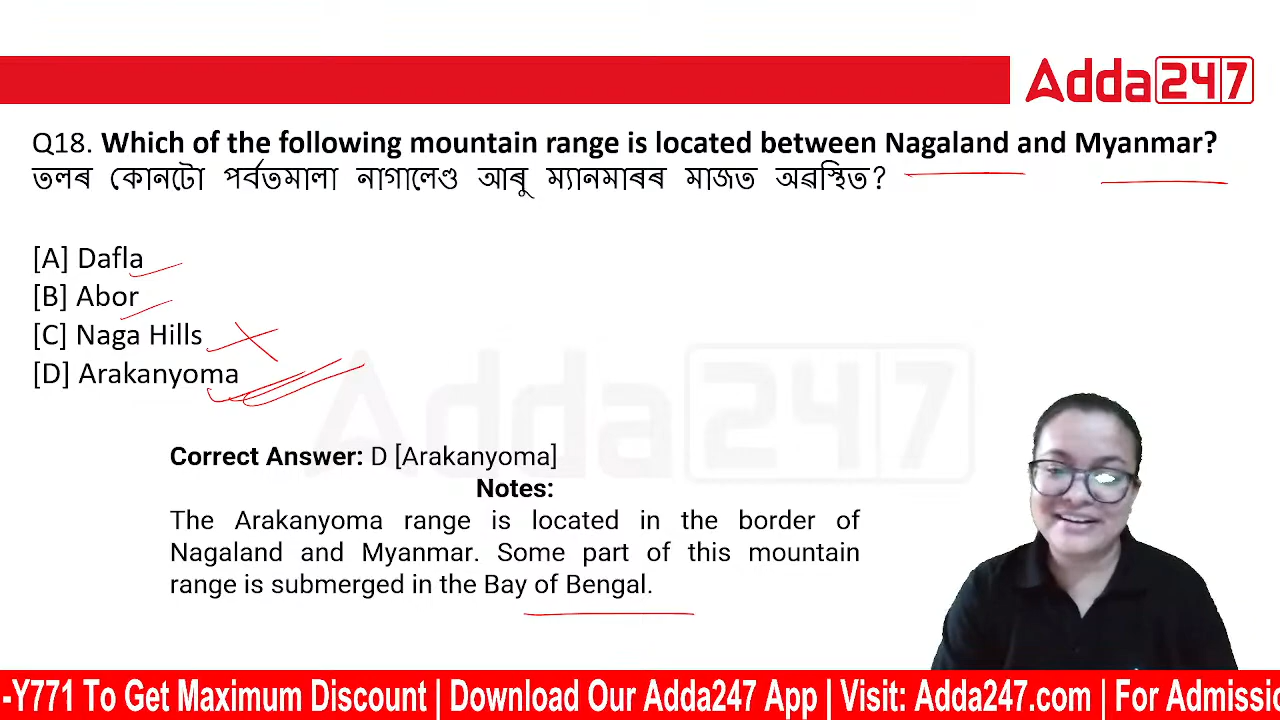 Adda247
Q18. Which of the following mountain range is located between Nagaland and Myanmar?
তলৰ কোনটো পৰ্বতমালা নাগালেণ্ড আৰু ম্যানমাৰৰ মাজত অৱস্থিত?
[A] Dafla
[B] Abor
[C] Naga Hills
[D] Arakanyoma
Adda247
Correct Answer: D [Arakanyoma]
Notes:
The Arakanyoma range is located in the border of
Nagaland and Myanmar. Some part of this mountain
range is submerged in the Bay of Bengal.
-Y771 To Get Maximum Discount | Download Our Adda247 App | Visit: Adda247.com | For Admissi